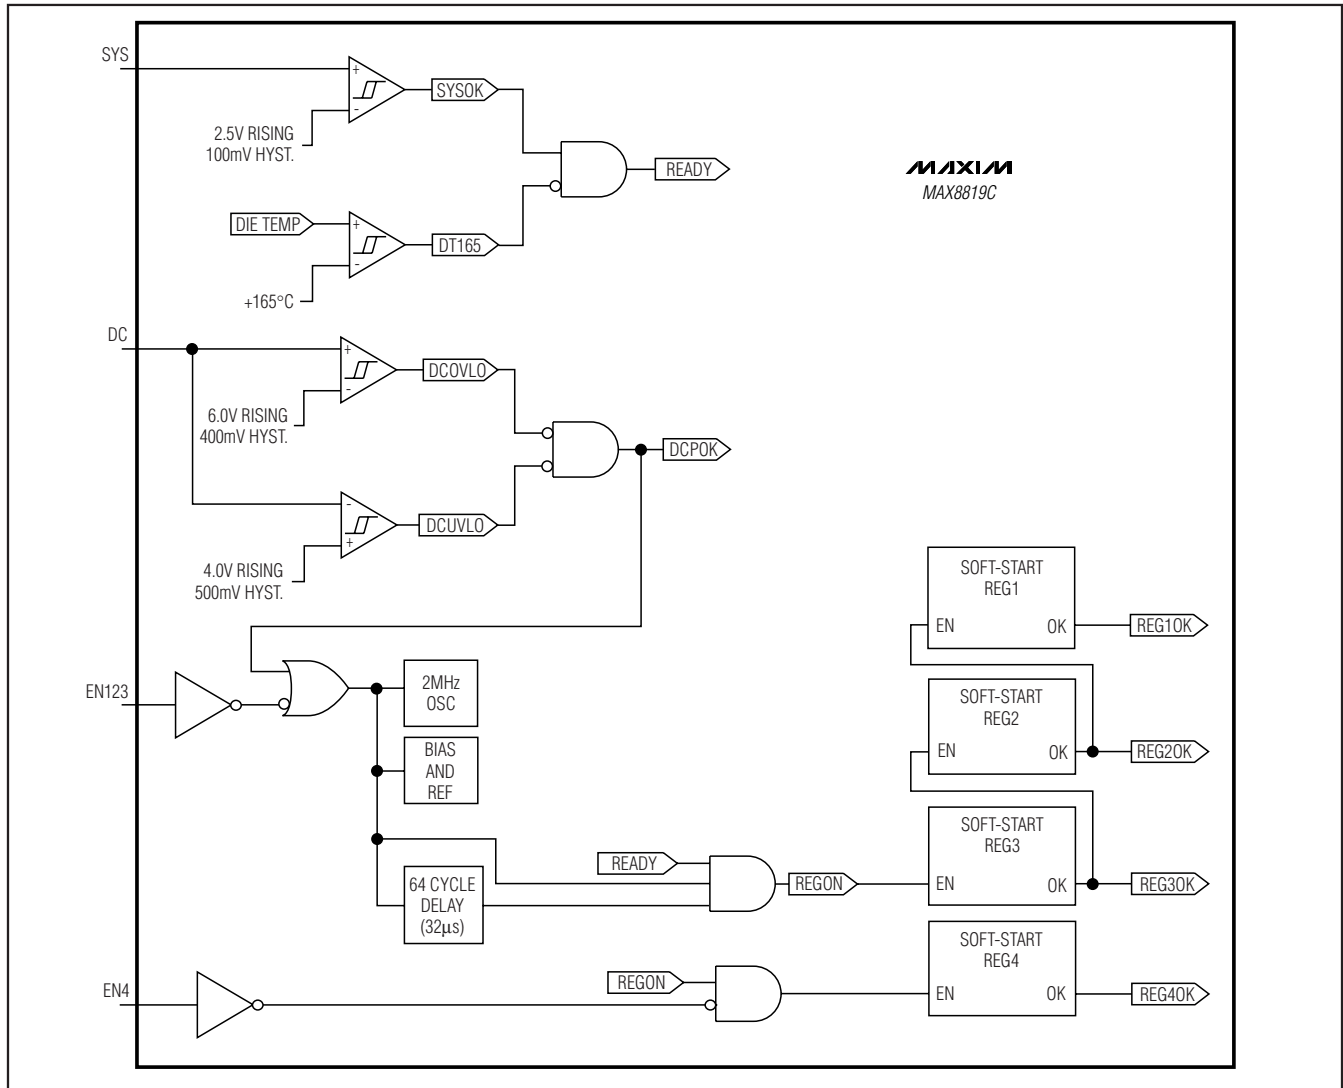 SYS
+
-
2.5V RISING
100mV HYST.
SYSOK
READY
MAXIM
MAX8819C
DIE TEMP
+
-
DT165
+165°C
DC
+
-
6.0V RISING
400mV HYST.
DCOVLO
DCPOK
-
+
4.0V RISING
500mV HYST.
DCUVLO
SOFT-START
REG1
EN
OK
REG1OK
EN123
2MHz
OSC
SOFT-START
REG2
EN
OK
REG2OK
BIAS
AND
REF
SOFT-START
REG3
READY
REGON
EN
OK
REG3OK
64 CYCLE
DELAY
(32µs)
SOFT-START
REG4
EN4
REGON
EN
OK
REG4OK